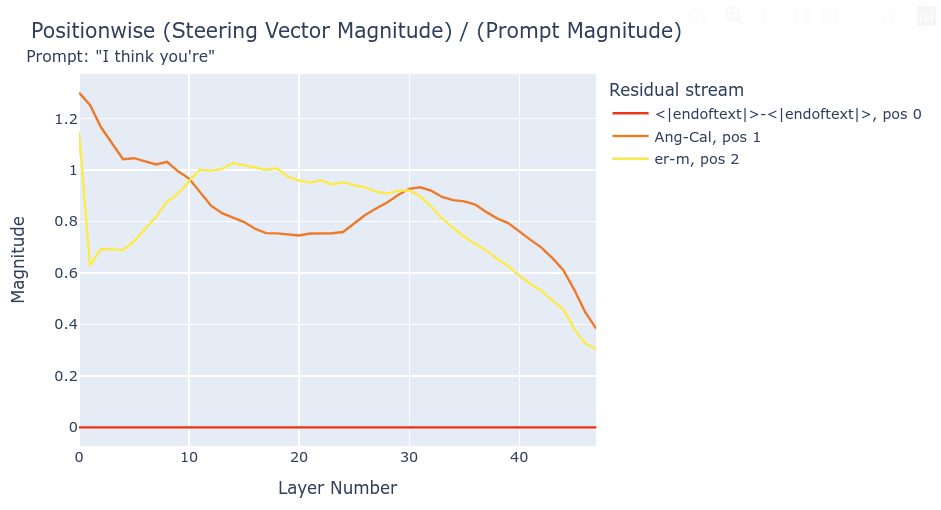 Positionwise (Steering Vector Magnitude) / (Prompt Magnitude)
Prompt: "I think you're"
Residual stream
<|endoftext|>-<|endoftext|>, pos 0
Ang-Cal, pos 1
er-m, pos 2
Magnitude
1.2
1
0.8
0.6
0.4
0.2
0
0
10
20
30
40
Layer Number